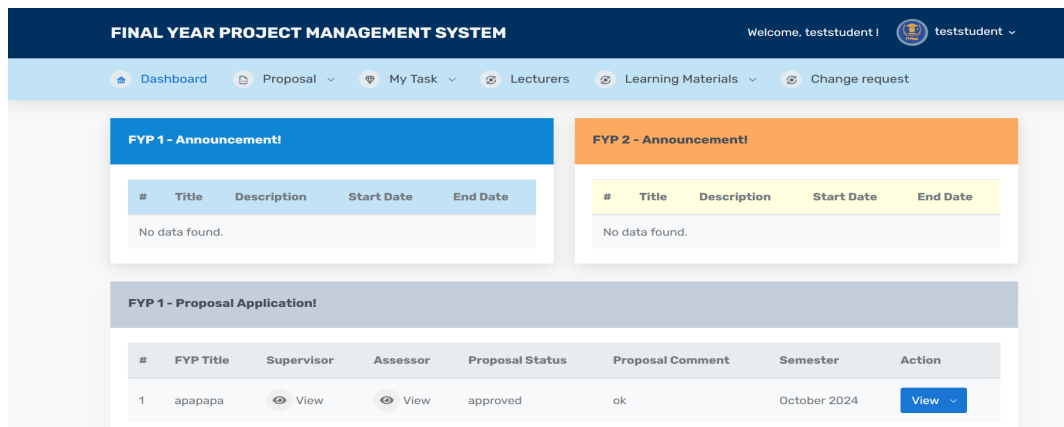 FINAL YEAR PROJECT MANAGEMENT SYSTEM
Welcome, teststudent !
teststudent
Dashboard Proposal My Task Lecturers Learning Materials Change request
FYP 1 - Announcement!
# Title Description Start Date End Date
No data found.
FYP 2 - Announcement!
# Title Description Start Date End Date
No data found.
FYP 1 - Proposal Application!
# FYP Title Supervisor Assessor Proposal Status Proposal Comment Semester Action
1 apapapa View View approved ok October 2024 View